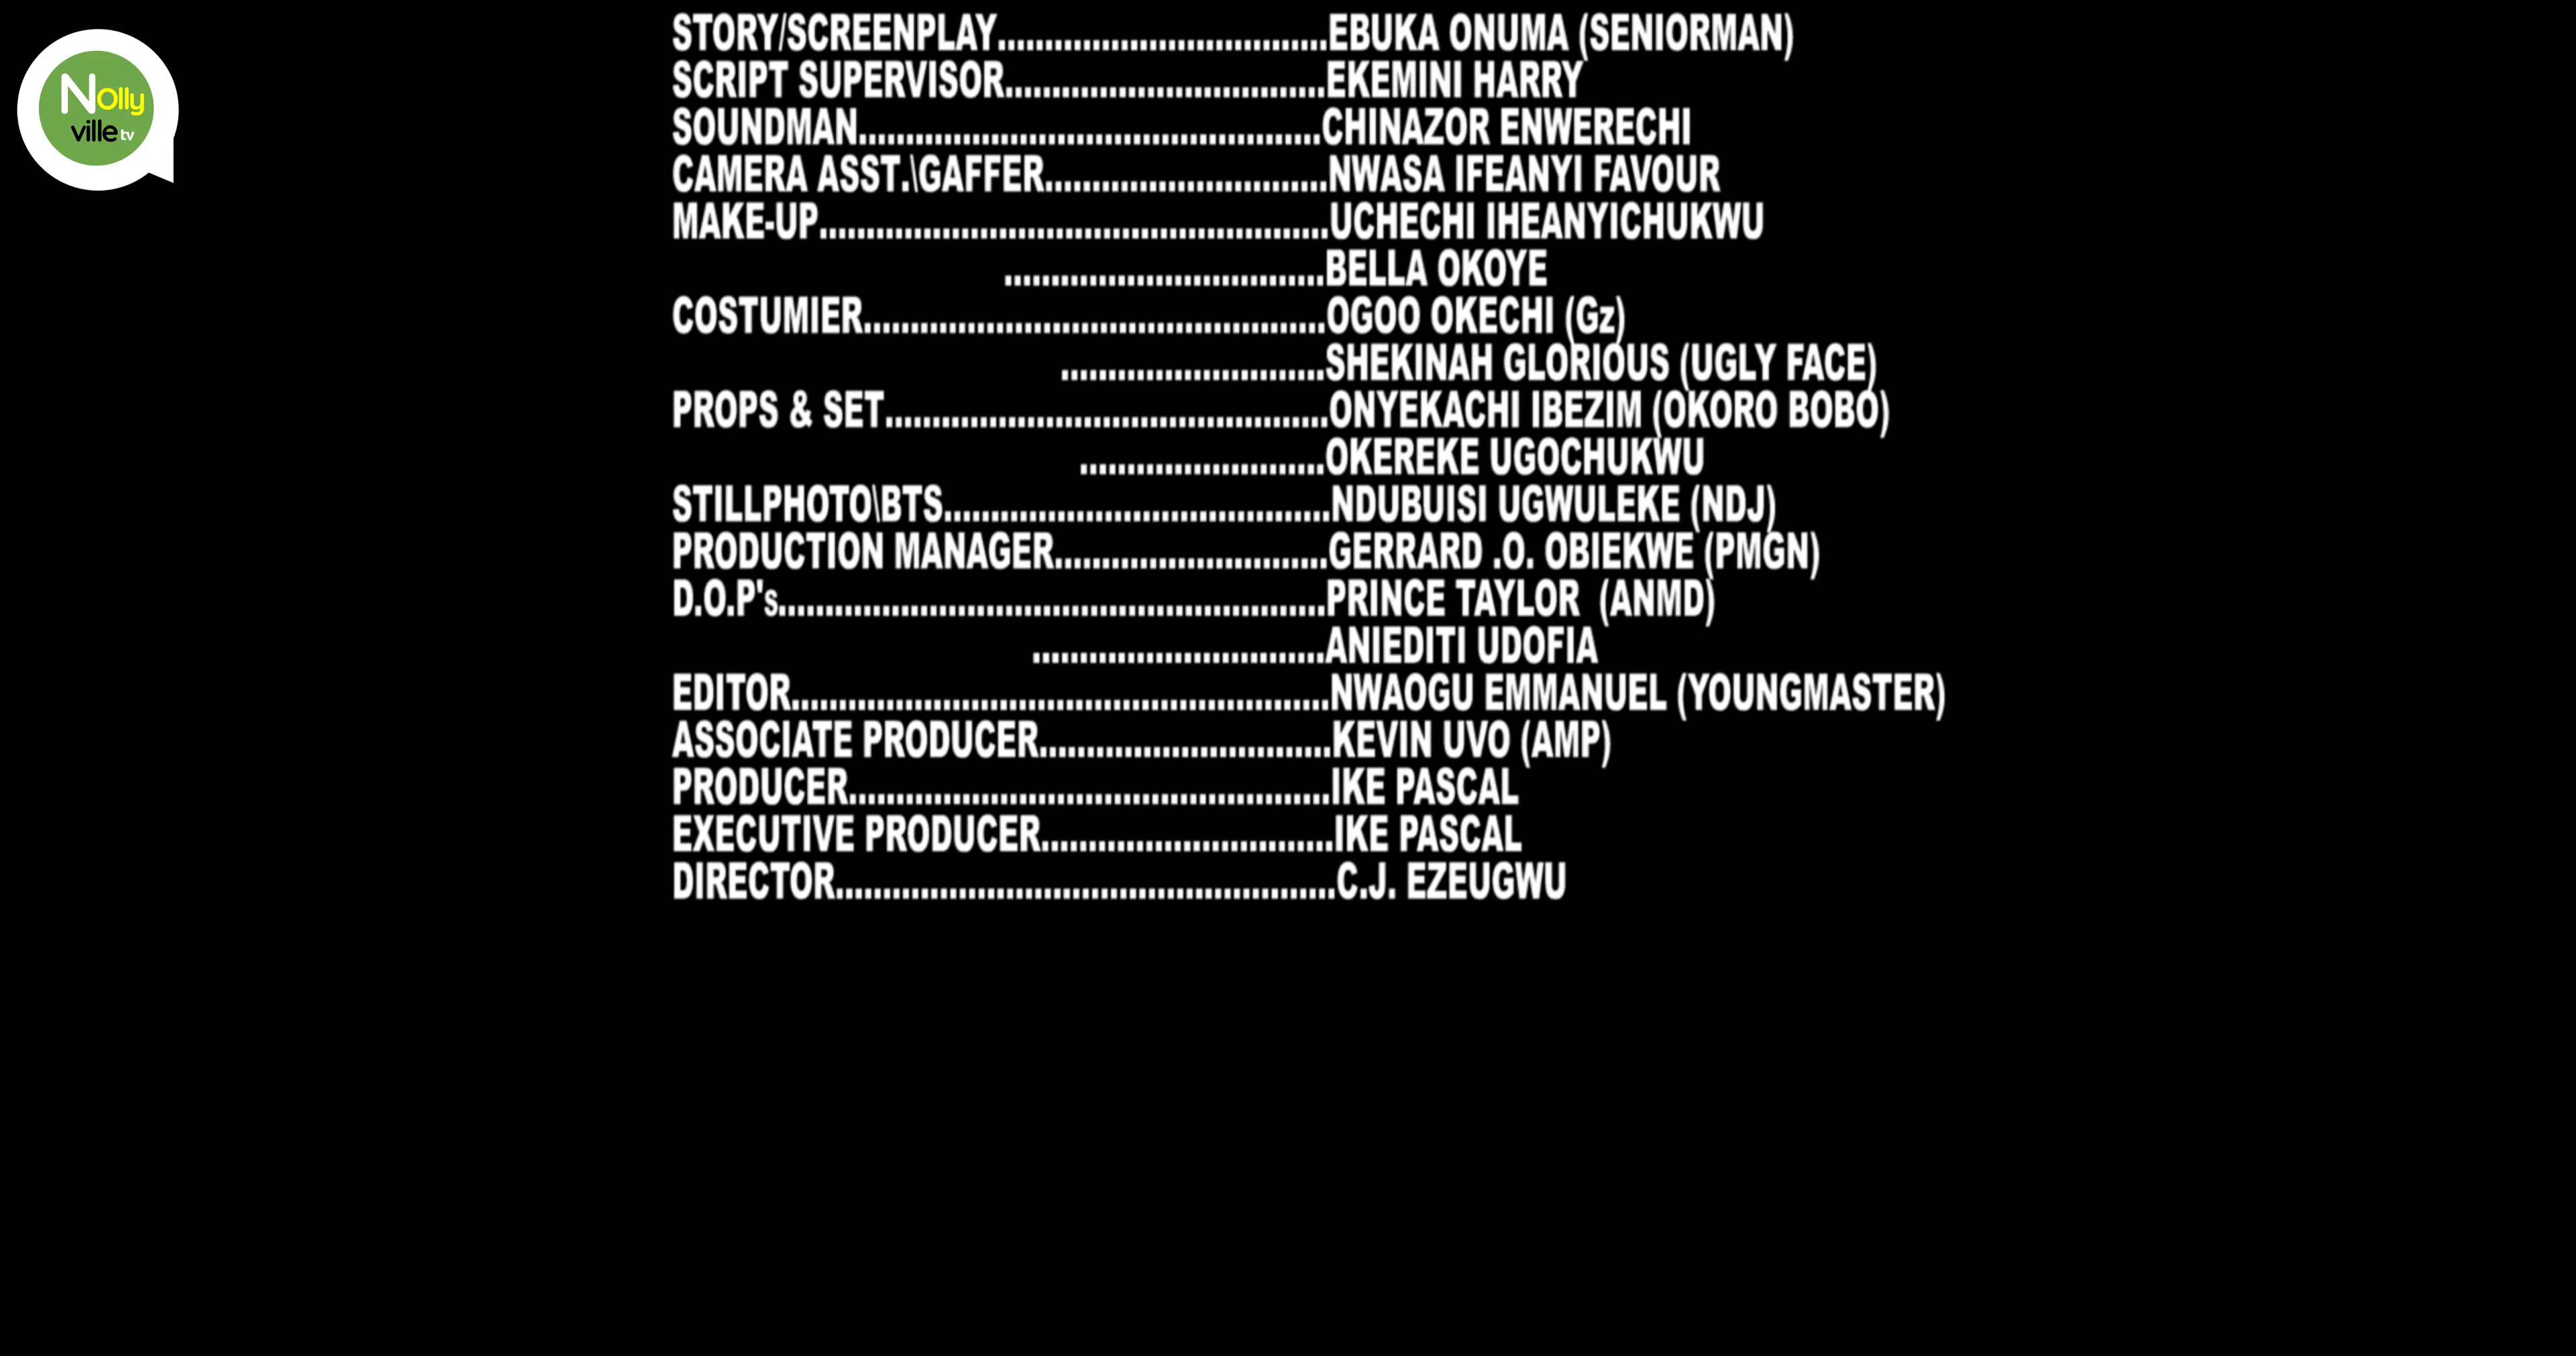 Nolly
ville tv
STORY/SCREENPLAY...................................EBUKA ONUMA (SENIORMAN)
SCRIPT SUPERVISOR..................................EKEMINI HARRY
SOUNDMAN.................................................CHINAZOR ENWERECHI
CAMERA ASST.\GAFFER..............................NWASA IFEANYI FAVOUR
MAKE-UP......................................................UCHECHI IHEANYICHUKWU
..................................BELLA OKOYE
COSTUMIER.................................................OGOO OKECHI (Gz)
............................SHEKINAH GLORIOUS (UGLY FACE)
PROPS & SET...............................................ONYEKACHI IBEZIM (OKORO BOBO)
..........................OKEREKE UGOCHUKWU
STILLPHOTO\BTS.........................................NDUBUISI UGWULEKE (NDJ)
PRODUCTION MANAGER.............................GERRARD .O. OBIEKWE (PMGN)
D.O.P's..........................................................PRINCE TAYLOR  (ANMD)
...............................ANIEDITI UDOFIA
EDITOR.........................................................NWAOGU EMMANUEL (YOUNGMASTER)
ASSOCIATE PRODUCER...............................KEVIN UVO (AMP)
PRODUCER...................................................IKE PASCAL
EXECUTIVE PRODUCER...............................IKE PASCAL
DIRECTOR.....................................................C.J. EZEUGWU